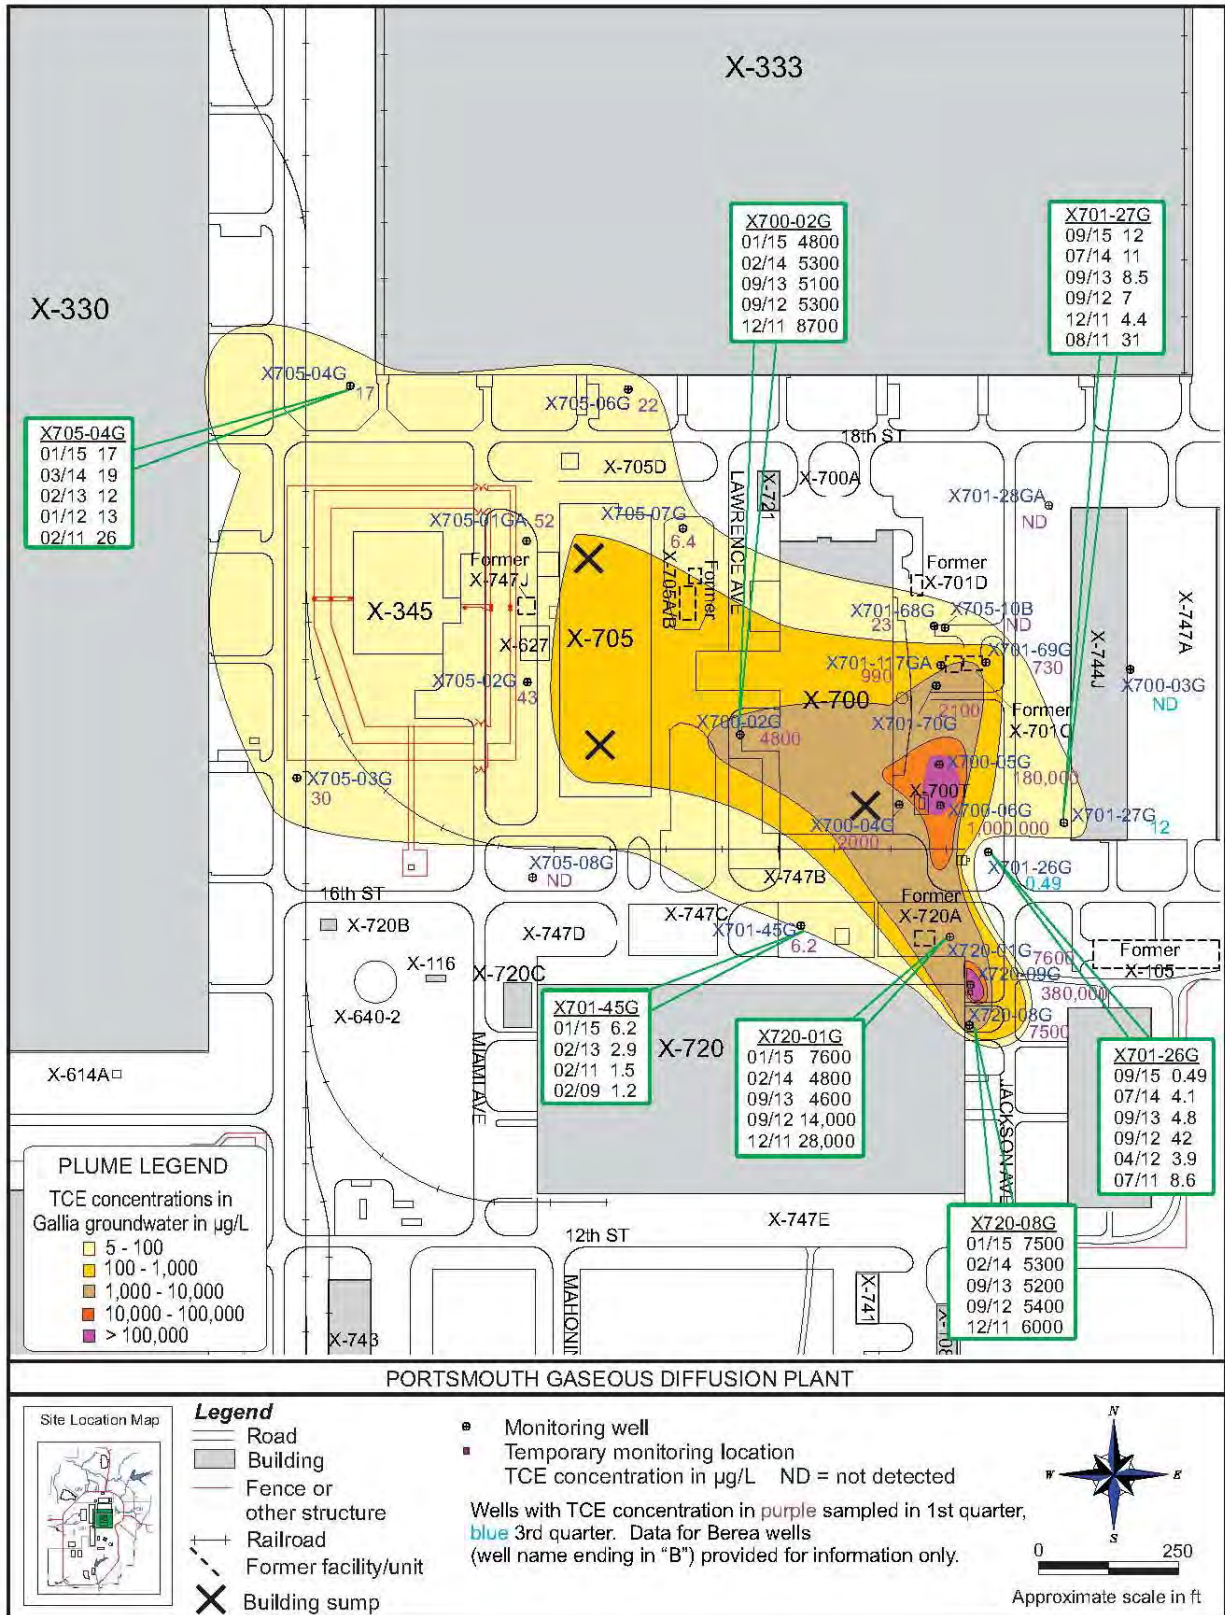 X-333
X-330
X700-02G
01/15 4800
02/14 5300
09/13 5100
09/12 5300
12/11 8700
X701-27G
09/15 12
07/14 11
09/13 8.5
09/12 7
12/11 4.4
08/11 31
X705-04G
17
X705-06G
22
X705-04G
01/15 17
03/14 19
02/13 12
01/12 13
02/11 26
18th ST
X-705D
LAWRENCE AVE
X-721
X-700A
X701-28GA
ND
X705-01GA
52
X705-07G
6.4
Former
X-747J
Former
X-705A/B
Former
X-701D
X-345
X-627
X-705
X701-68G
23
X705-10B
ND
X-744J
X-747A
X701-117GA
990
X701-69G
730
X705-02G
43
X-700
X700-03G
ND
X700-02G
4800
X701-70G
2100
Former
X-701C
X705-03G
30
X700-05G
180,000
X-700T
X700-06G
1,000,000
X700-04G
2000
X701-27G
12
X705-08G
ND
X-747B
X701-26G
0.49
16th ST
X-720B
X-747D
X-747C
X701-45G
6.2
Former
X-720A
X720-01G
7600
Former
X-105
X-116
X-720C
X-640-2
X720-09G
380,000
X720-08G
7500
X701-45G
01/15 6.2
02/13 2.9
02/11 1.5
02/09 1.2
X-720
X720-01G
01/15 7600
02/14 4800
09/13 4600
09/12 14,000
12/11 28,000
X701-26G
09/15 0.49
07/14 4.1
09/13 4.8
09/12 42
04/12 3.9
07/11 8.6
X-614A
MIAMI AVE
JACKSON AVE
X720-08G
01/15 7500
02/14 5300
09/13 5200
09/12 5400
12/11 6000
X-747E
12th ST
MAHONIN
X-741
X-743
PLUME LEGEND
TCE concentrations in
Gallia groundwater in µg/L
5 - 100
100 - 1,000
1,000 - 10,000
10,000 - 100,000
> 100,000
PORTSMOUTH GASEOUS DIFFUSION PLANT
Site Location Map
Legend
Road
Building
Fence or
other structure
Railroad
Former facility/unit
Building sump
Monitoring well
Temporary monitoring location
TCE concentration in µg/L ND = not detected
Wells with TCE concentration in purple sampled in 1st quarter,
blue 3rd quarter. Data for Berea wells
(well name ending in "B") provided for information only.
N
W
E
S
0 250
Approximate scale in ft